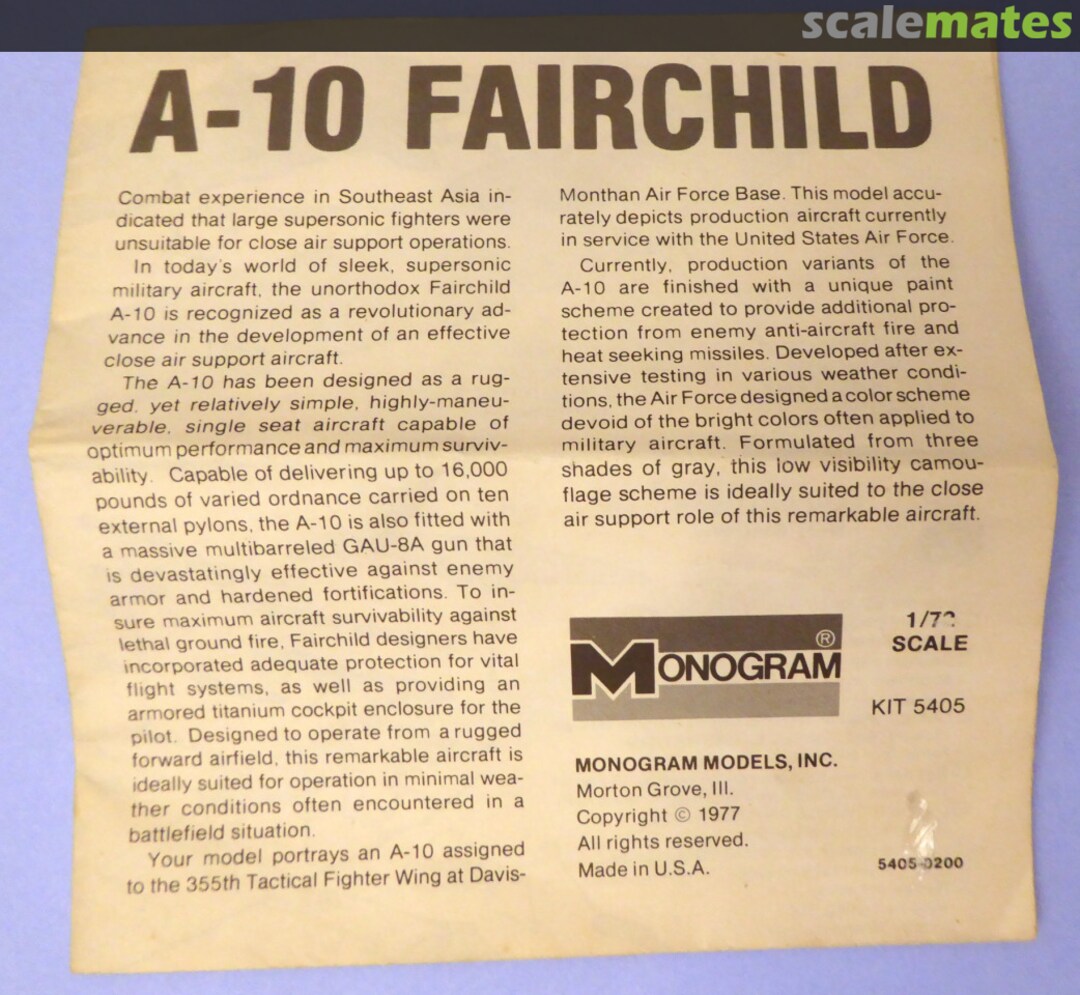 scalemates
A-10 FAIRCHILD
Combat experience in Southeast Asia in-
dicated that large supersonic fighters were
unsuitable for close air support operations.
In today's world of sleek, supersonic
military aircraft, the unorthodox Fairchild
A-10 is recognized as a revolutionary ad-
vance in the development of an effective
close air support aircraft.
The A-10 has been designed as a rug-
ged, yet relatively simple, highly-maneu-
verable, single seat aircraft capable of
optimum performance and maximum surviv-
ability. Capable of delivering up to 16,000
pounds of varied ordnance carried on ten
external pylons, the A-10 is also fitted with
a massive multibarreled GAU-8A gun that
is devastatingly effective against enemy
armor and hardened fortifications. To in-
sure maximum aircraft survivability against
lethal ground fire, Fairchild designers have
incorporated adequate protection for vital
flight systems, as well as providing an
armored titanium cockpit enclosure for the
pilot. Designed to operate from a rugged
forward airfield, this remarkable aircraft is
ideally suited for operation in minimal wea-
ther conditions often encountered in a
battlefield situation.
Your model portrays an A-10 assigned
to the 355th Tactical Fighter Wing at Davis-
Monthan Air Force Base. This model accu-
rately depicts production aircraft currently
in service with the United States Air Force.
Currently, production variants of the
A-10 are finished with a unique paint
scheme created to provide additional pro-
tection from enemy anti-aircraft fire and
heat seeking missiles. Developed after ex-
tensive testing in various weather condi-
tions, the Air Force designed a color scheme
devoid of the bright colors often applied to
military aircraft. Formulated from three
shades of gray, this low visibility camou-
flage scheme is ideally suited to the close
air support role of this remarkable aircraft.
MONOGRAM®
1/72
SCALE
KIT 5405
MONOGRAM MODELS, INC.
Morton Grove, Ill.
Copyright © 1977
All rights reserved.
Made in U.S.A.
5405-0200